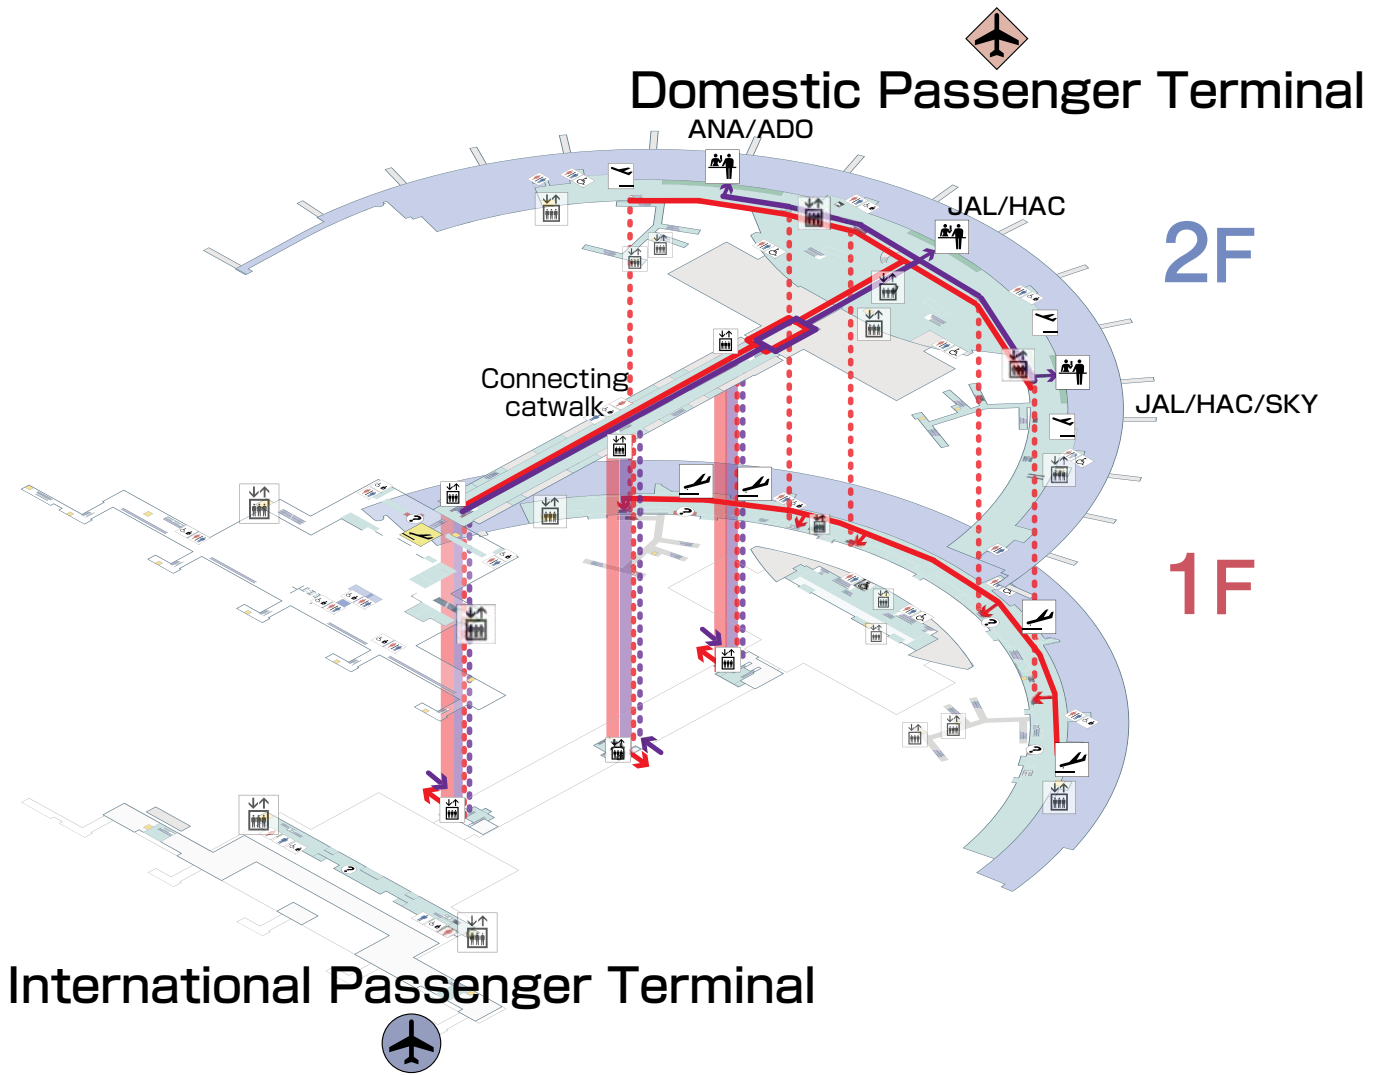 Domestic Passenger Terminal
ANA/ADO
JAL/HAC
2F
Connecting
catwalk
JAL/HAC/SKY
?
?
1F
?
?
?
International Passenger Terminal